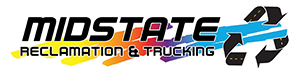 MIDSTATE
RECLAMATION & TRUCKING